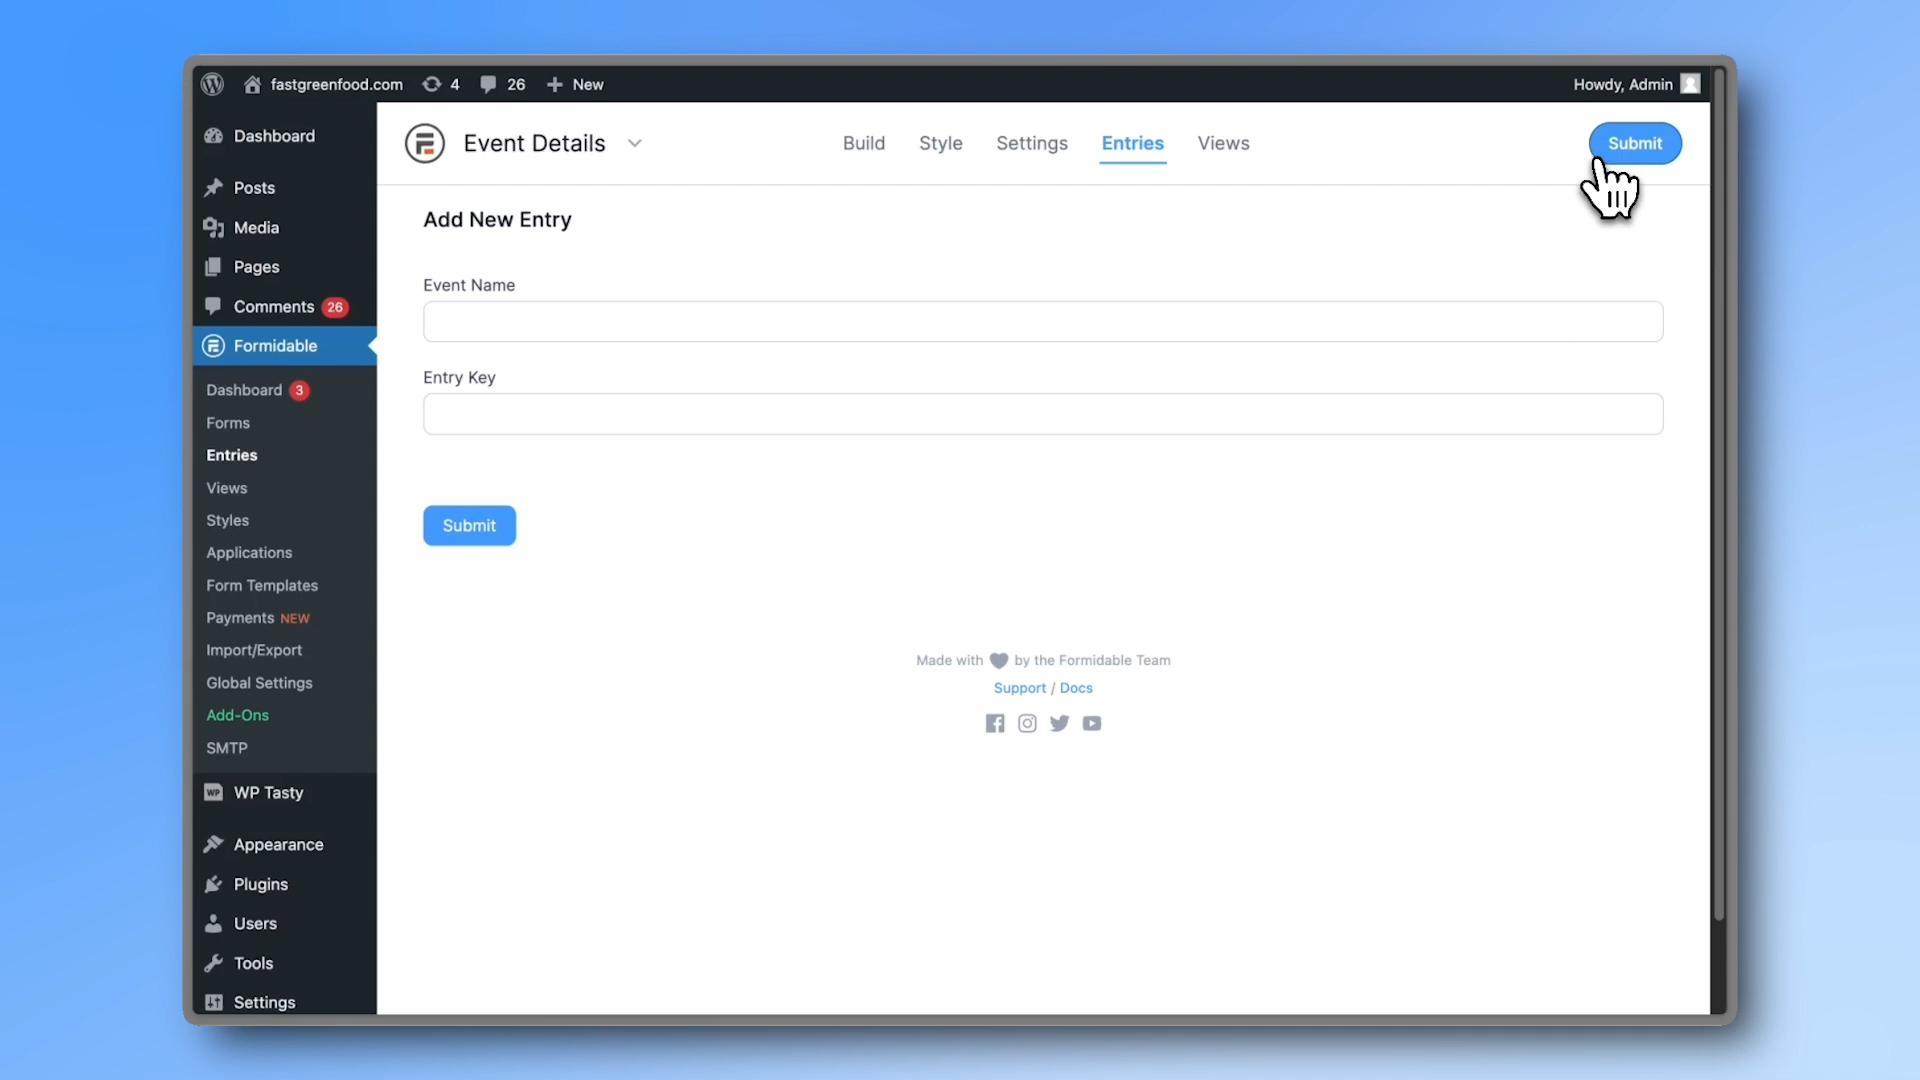 fastgreenfood.com 4 26 New Howdy, Admin
Dashboard
Posts
Media
Pages
Comments 26
Formidable
Dashboard 3
Forms
Entries
Views
Styles
Applications
Form Templates
Payments NEW
Import/Export
Global Settings
Add-Ons
SMTP
WP Tasty
Appearance
Plugins
Users
Tools
Settings
Event Details Build Style Settings Entries Views Submit
Add New Entry
Event Name
Entry Key
Submit
Made with by the Formidable Team
Support / Docs